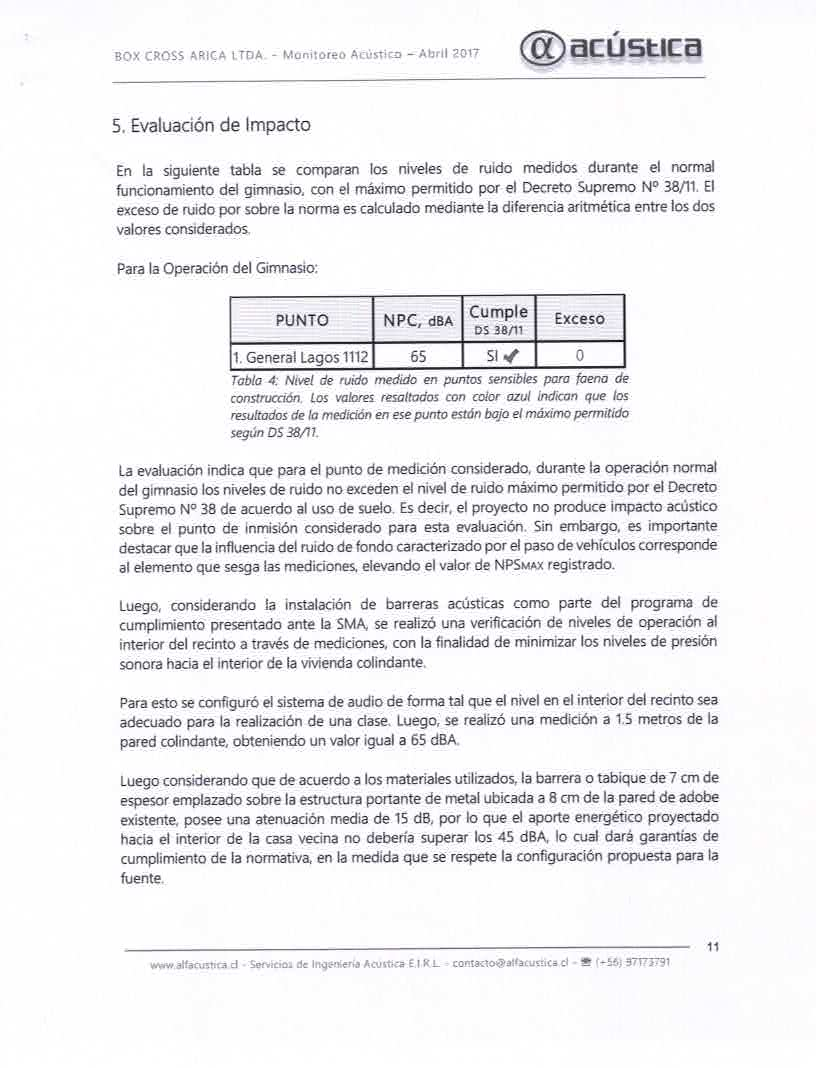 BOX CROSS ARICA LTDA. - Monitoreo Acústico – Abril 2017
α acústica
5. Evaluación de Impacto
En la siguiente tabla se comparan los niveles de ruido medidos durante el normal
funcionamiento del gimnasio, con el máximo permitido por el Decreto Supremo Nº 38/11. El
exceso de ruido por sobre la norma es calculado mediante la diferencia aritmética entre los dos
valores considerados.
Para la Operación del Gimnasio:
PUNTO NPC, dBA Cumple DS 38/11 Exceso
1. General Lagos 1112 65 SI ✔ 0
Tabla 4: Nivel de ruido medido en puntos sensibles para faena de
construcción. Los valores resaltados con color azul indican que los
resultados de la medición en ese punto están bajo el máximo permitido
según DS 38/11.
La evaluación indica que para el punto de medición considerado, durante la operación normal
del gimnasio los niveles de ruido no exceden el nivel de ruido máximo permitido por el Decreto
Supremo Nº 38 de acuerdo al uso de suelo. Es decir, el proyecto no produce impacto acústico
sobre el punto de inmisión considerado para esta evaluación. Sin embargo, es importante
destacar que la influencia del ruido de fondo caracterizado por el paso de vehículos corresponde
al elemento que sesga las mediciones, elevando el valor de NPSMAX registrado.
Luego, considerando la instalación de barreras acústicas como parte del programa de
cumplimiento presentado ante la SMA, se realizó una verificación de niveles de operación al
interior del recinto a través de mediciones, con la finalidad de minimizar los niveles de presión
sonora hacia el interior de la vivienda colindante.
Para esto se configuró el sistema de audio de forma tal que el nivel en el interior del recinto sea
adecuado para la realización de una clase. Luego, se realizó una medición a 1.5 metros de la
pared colindante, obteniendo un valor igual a 65 dBA.
Luego considerando que de acuerdo a los materiales utilizados, la barrera o tabique de 7 cm de
espesor emplazado sobre la estructura portante de metal ubicada a 8 cm de la pared de adobe
existente, posee una atenuación media de 15 dB, por lo que el aporte energético proyectado
hacia el interior de la casa vecina no debería superar los 45 dBA, lo cual dará garantías de
cumplimiento de la normativa, en la medida que se respete la configuración propuesta para la
fuente.
11
www.alfacustica.cl - Servicios de Ingeniería Acústica E.I.R.L. - contacto@alfacustica.cl - ☎ (+56) 97173791